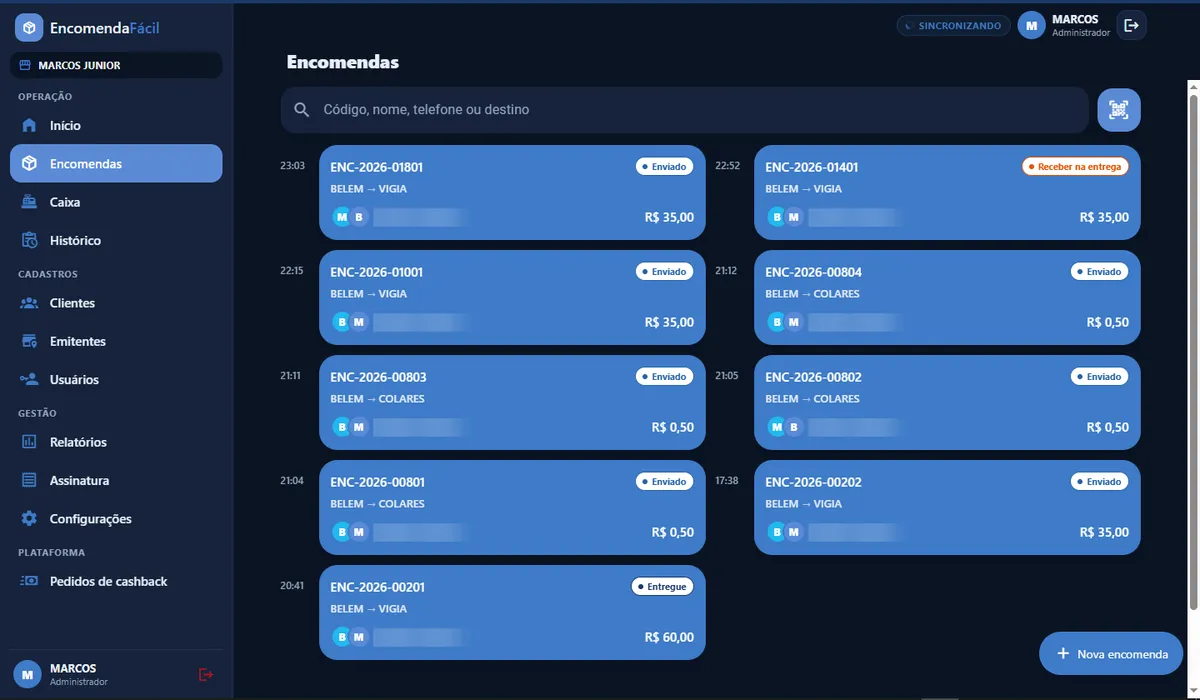 EncomendaFácil
MARCOS JUNIOR
OPERAÇÃO
Início
Encomendas
Caixa
Histórico
CADASTROS
Clientes
Emitentes
Usuários
GESTÃO
Relatórios
Assinatura
Configurações
PLATAFORMA
Pedidos de cashback
M
MARCOS
Administrador
SINCRONIZANDO
M
MARCOS
Administrador
Encomendas
Código, nome, telefone ou destino
23:03
ENC-2026-01801
Enviado
BELEM → VIGIA
M B
R$ 35,00
22:52
ENC-2026-01401
Receber na entrega
BELEM → VIGIA
B M
R$ 35,00
22:15
ENC-2026-01001
Enviado
BELEM → VIGIA
B M
R$ 35,00
21:12
ENC-2026-00804
Enviado
BELEM → COLARES
B M
R$ 0,50
21:11
ENC-2026-00803
Enviado
BELEM → COLARES
B M
R$ 0,50
21:05
ENC-2026-00802
Enviado
BELEM → COLARES
M B
R$ 0,50
21:04
ENC-2026-00801
Enviado
BELEM → COLARES
B M
R$ 0,50
17:38
ENC-2026-00202
Enviado
BELEM → VIGIA
B M
R$ 35,00
20:41
ENC-2026-00201
Entregue
BELEM → VIGIA
B M
R$ 60,00
+ Nova encomenda